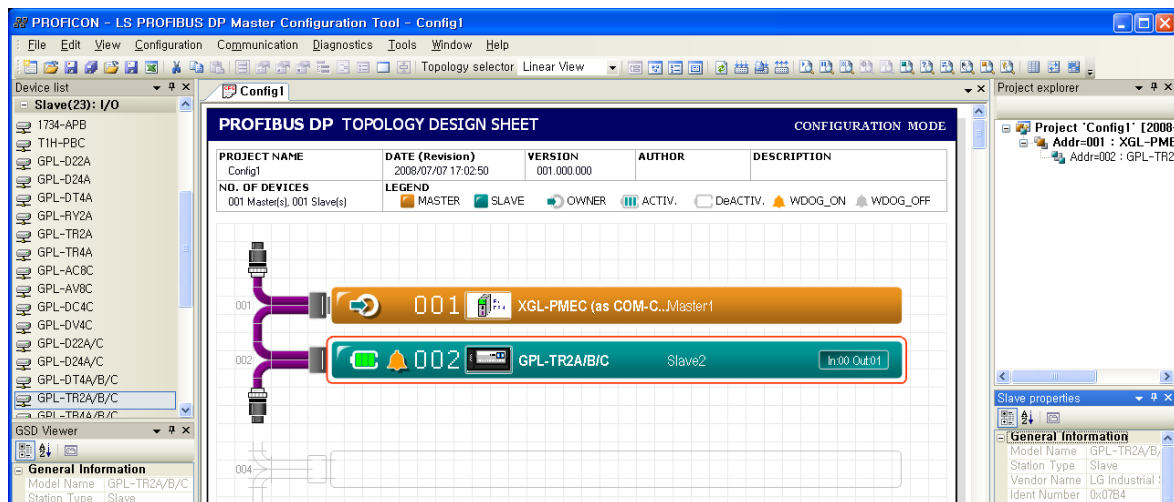 PROFICON - LS PROFIBUS DP Master Configuration Tool - Config1
File Edit View Configuration Communication Diagnostics Tools Window Help
Topology selector Linear View
Device list
Slave(23): I/O
1734-APB
T1H-PBC
GPL-D22A
GPL-D24A
GPL-DT4A
GPL-RY2A
GPL-TR2A
GPL-TR4A
GPL-AC8C
GPL-AV8C
GPL-DC4C
GPL-DV4C
GPL-D22A/C
GPL-D24A/C
GPL-DT4A/B/C
GPL-TR2A/B/C
GPL-TR4A/B/C
GSD Viewer
General Information
Model Name GPL-TR2A/B/C
Station Type Slave
Config1
PROFIBUS DP TOPOLOGY DESIGN SHEET CONFIGURATION MODE
PROJECT NAME DATE (Revision) VERSION AUTHOR DESCRIPTION
Config1 2008/07/07 17:02:50 001.000.000
NO. OF DEVICES LEGEND
001 Master(s), 001 Slave(s) MASTER SLAVE OWNER ACTIV. DeACTIV. WDOG_ON WDOG_OFF
001 001 XGL-PMEC (as COM-C...Master1
002 002 GPL-TR2A/B/C Slave2 In:00 Out:01
004
Project explorer
Project 'Config1' [2008-
Addr=001 : XGL-PME
Addr=002 : GPL-TR2
Slave properties
General Information
Model Name GPL-TR2A/B/
Station Type Slave
Vendor Name LG Industrial
Ident Number 0x07B4